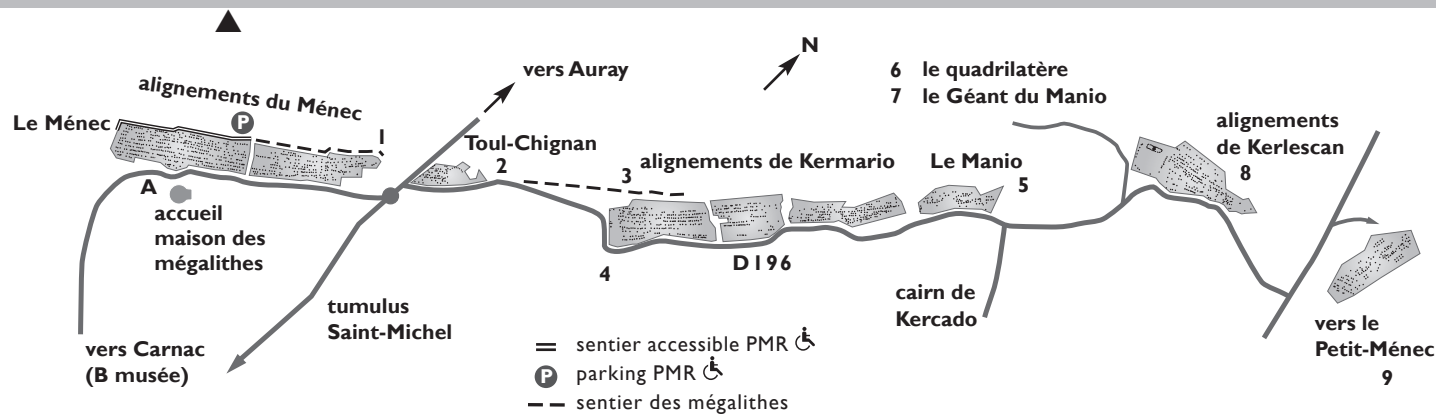 N
vers Auray
6 le quadrilatère
7 le Géant du Manio
alignements du Ménec
Le Ménec
P
1
Toul-Chignan
2
3
alignements de Kermario
Le Manio
5
alignements
de Kerlescan
8
A
accueil
maison des
mégalithes
4
D196
cairn de
Kercado
tumulus
Saint-Michel
vers Carnac
(B musée)
vers le
Petit-Ménec
9
sentier accessible PMR
P parking PMR
sentier des mégalithes